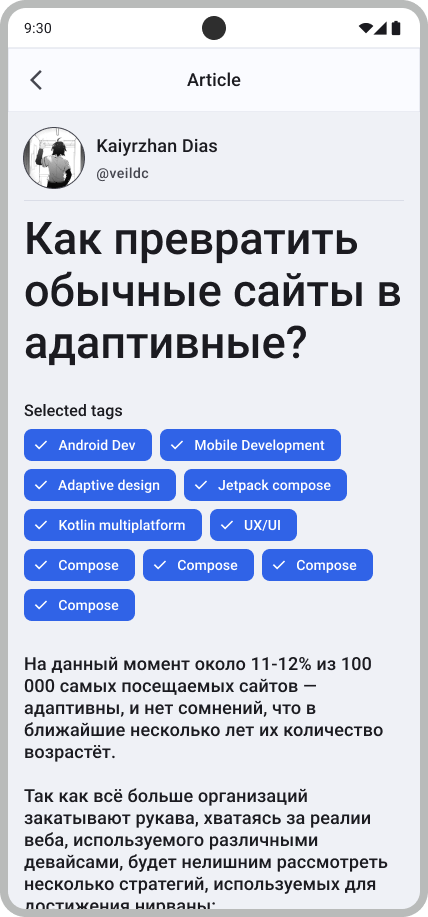 9:30
Article
Kaiyrzhan Dias
@veildc
Как превратить
обычные сайты в
адаптивные?
Selected tags
Android Dev
Mobile Development
Adaptive design
Jetpack compose
Kotlin multiplatform
UX/UI
Compose
Compose
Compose
Compose
На данный момент около 11-12% из 100
000 самых посещаемых сайтов —
адаптивны, и нет сомнений, что в
ближайшие несколько лет их количество
возрастёт.
Так как всё больше организаций
закатывают рукава, хватаясь за реалии
веба, используемого различными
девайсами, будет нелишним рассмотреть
несколько стратегий, используемых для
достижения нирваны: